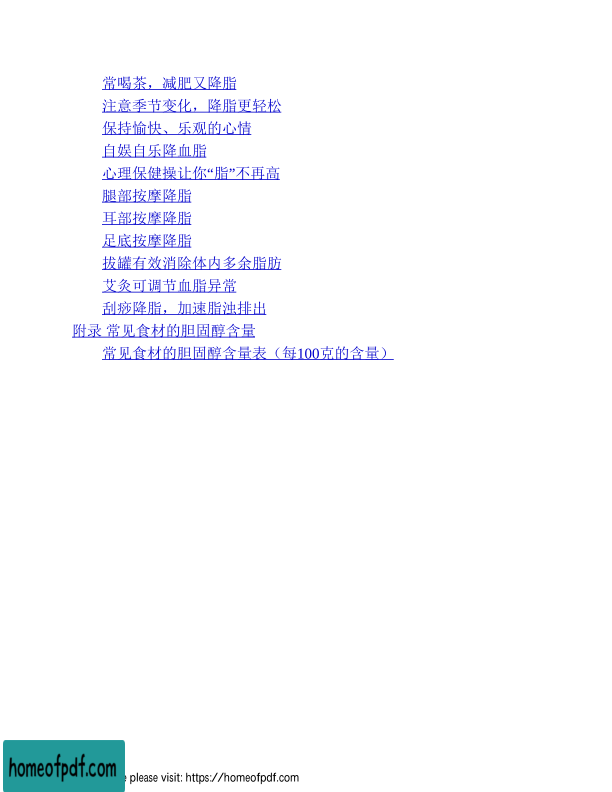 常喝茶，减肥又降脂
注意季节变化，降脂更轻松
保持愉快、乐观的心情
自娱自乐降血脂
心理保健操让你“脂”不再高
腿部按摩降脂
耳部按摩降脂
足底按摩降脂
拔罐有效消除体内多余脂肪
艾灸可调节血脂异常
刮痧降脂，加速脂浊排出
附录 常见食材的胆固醇含量
常见食材的胆固醇含量表（每100克的含量）
homeofpdf.com
please visit: https://homeofpdf.com